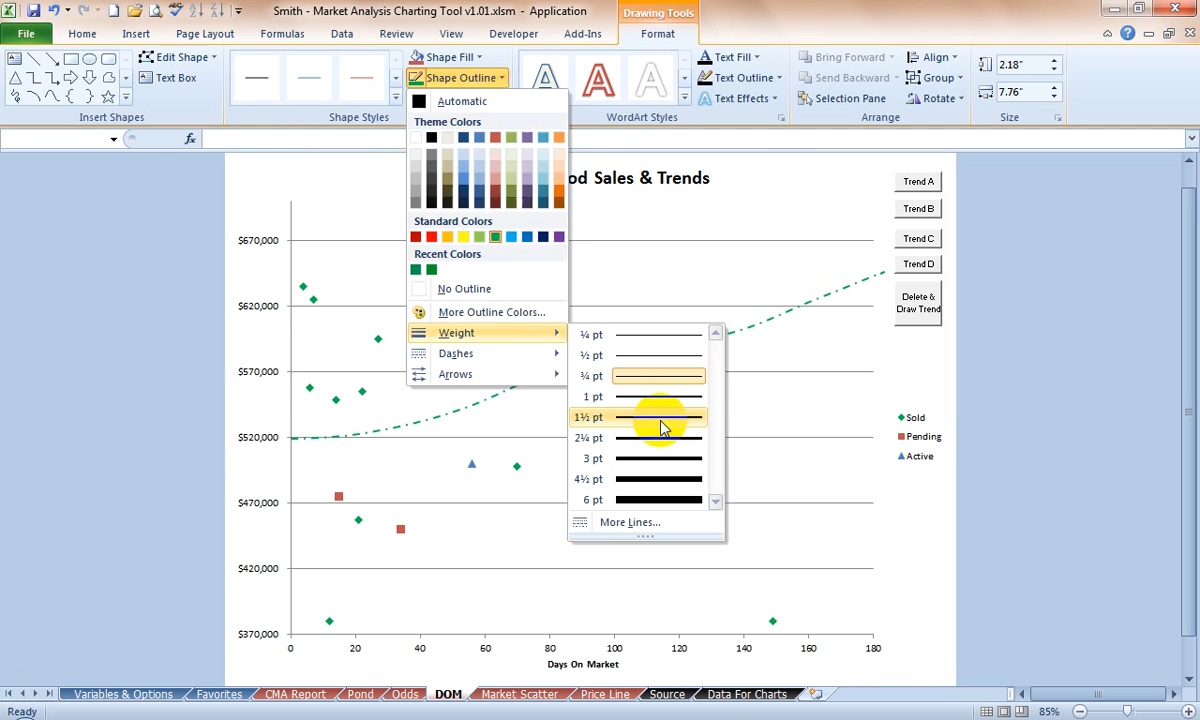 Smith - Market Analysis Charting Tool v1.01.xlsm - Application
Drawing Tools
File Home Insert Page Layout Formulas Data Review View Developer Add-Ins Format
Edit Shape
Text Box
Insert Shapes
Shape Fill
Shape Outline
Shape Styles
A A A
Text Fill
Text Outline
Text Effects
WordArt Styles
Bring Forward
Send Backward
Selection Pane
Align
Group
Rotate
Arrange
2.18"
7.76"
Size
fx
Automatic
Theme Colors
Standard Colors
Recent Colors
No Outline
More Outline Colors...
Weight
Dashes
Arrows
¼ pt
½ pt
¾ pt
1 pt
1½ pt
2¼ pt
3 pt
4½ pt
6 pt
More Lines...
od Sales & Trends
Trend A
Trend B
Trend C
Trend D
Delete &
Draw Trend
$670,000
$620,000
$570,000
$520,000
$470,000
$420,000
$370,000
0 20 40 60 80 100 120 140 160 180
Days On Market
Sold
Pending
Active
Variables & Options Favorites CMA Report Pond Odds DOM Market Scatter Price Line Source Data For Charts
Ready
85%